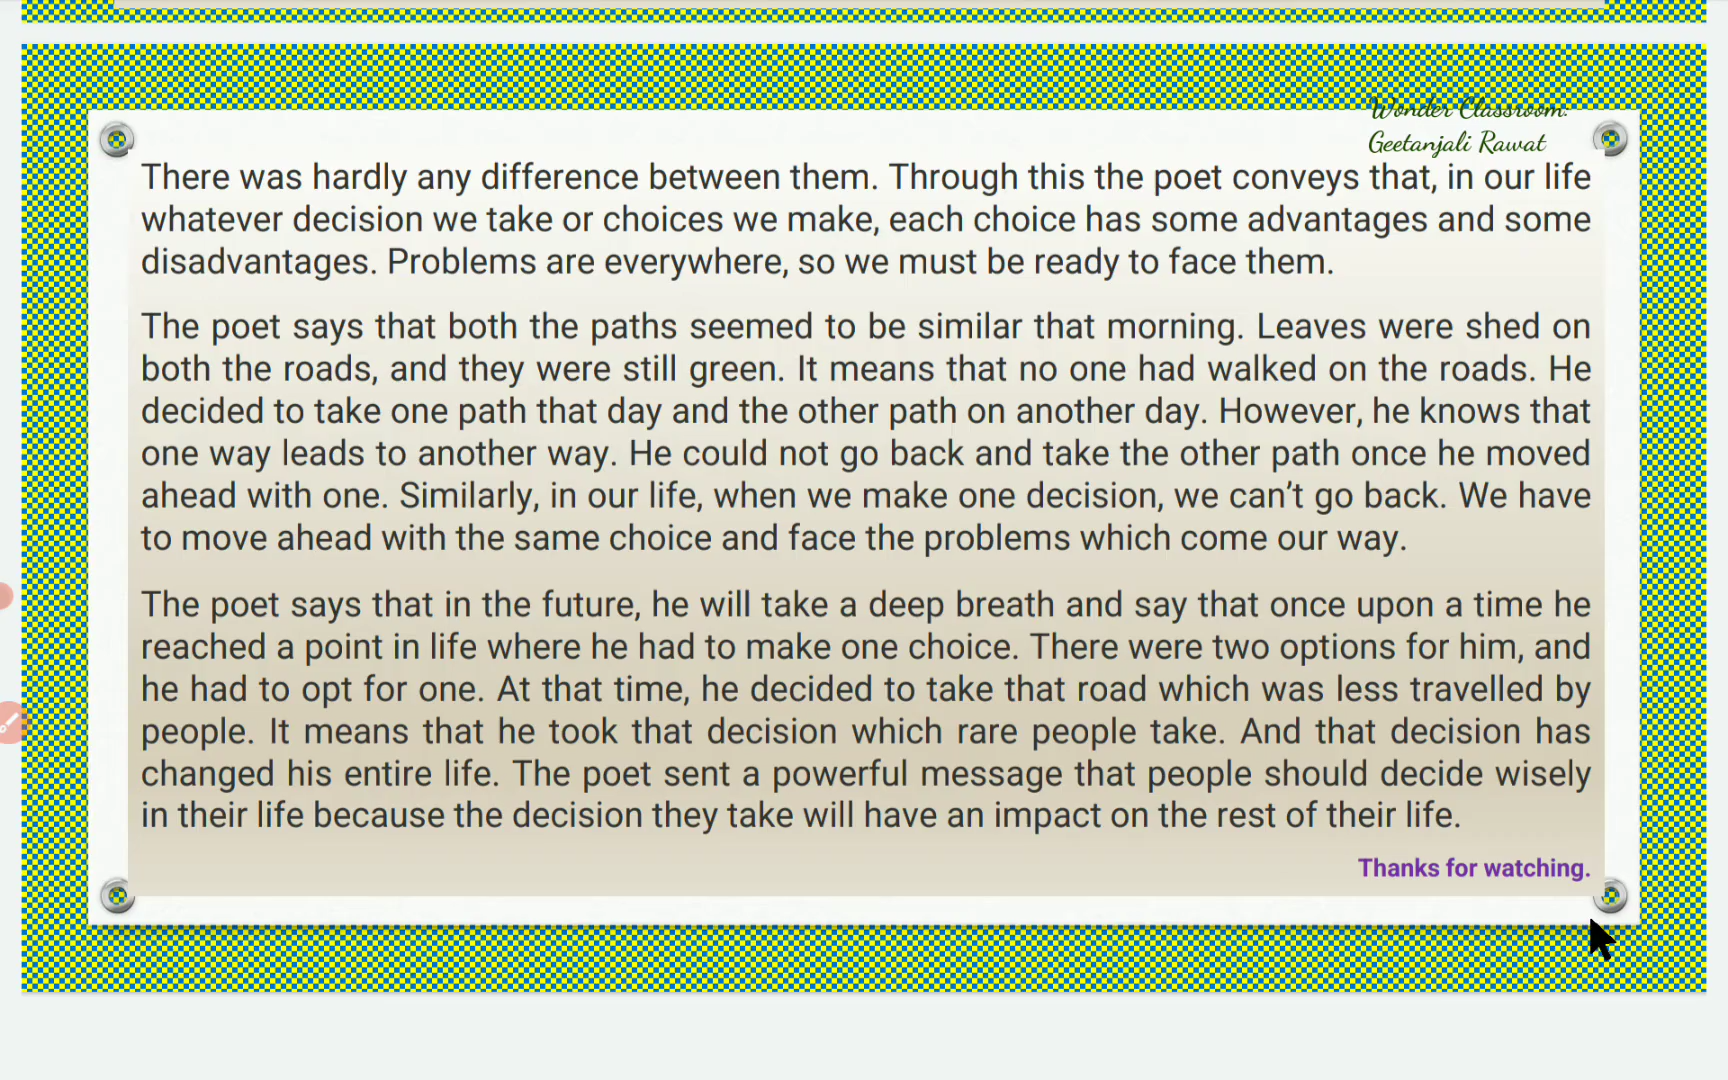 Wonder Classroom:
Geetanjali Rawat
There was hardly any difference between them. Through this the poet conveys that, in our life
whatever decision we take or choices we make, each choice has some advantages and some
disadvantages. Problems are everywhere, so we must be ready to face them.
The poet says that both the paths seemed to be similar that morning. Leaves were shed on
both the roads, and they were still green. It means that no one had walked on the roads. He
decided to take one path that day and the other path on another day. However, he knows that
one way leads to another way. He could not go back and take the other path once he moved
ahead with one. Similarly, in our life, when we make one decision, we can’t go back. We have
to move ahead with the same choice and face the problems which come our way.
The poet says that in the future, he will take a deep breath and say that once upon a time he
reached a point in life where he had to make one choice. There were two options for him, and
he had to opt for one. At that time, he decided to take that road which was less travelled by
people. It means that he took that decision which rare people take. And that decision has
changed his entire life. The poet sent a powerful message that people should decide wisely
in their life because the decision they take will have an impact on the rest of their life.
Thanks for watching.